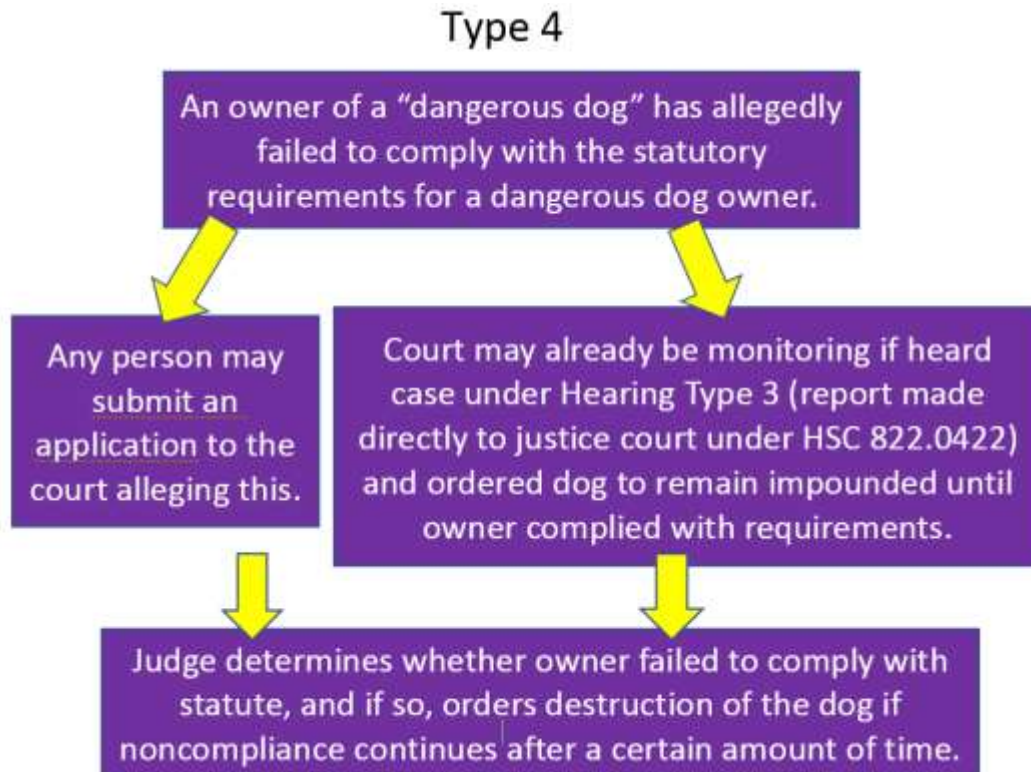 Type 4
An owner of a “dangerous dog” has allegedly
failed to comply with the statutory
requirements for a dangerous dog owner.
Any person may
submit an
application to the
court alleging this.
Court may already be monitoring if heard
case under Hearing Type 3 (report made
directly to justice court under HSC 822.0422)
and ordered dog to remain impounded until
owner complied with requirements.
Judge determines whether owner failed to comply with
statute, and if so, orders destruction of the dog if
noncompliance continues after a certain amount of time.